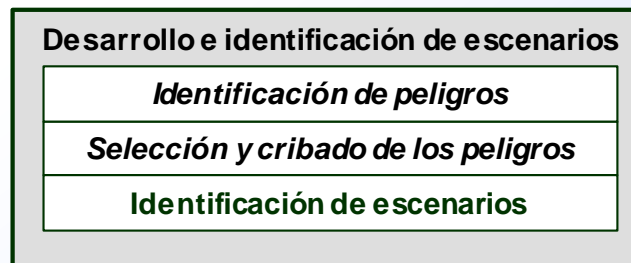 Desarrollo e identificación de escenarios
Identificación de peligros
Selección y cribado de los peligros
Identificación de escenarios